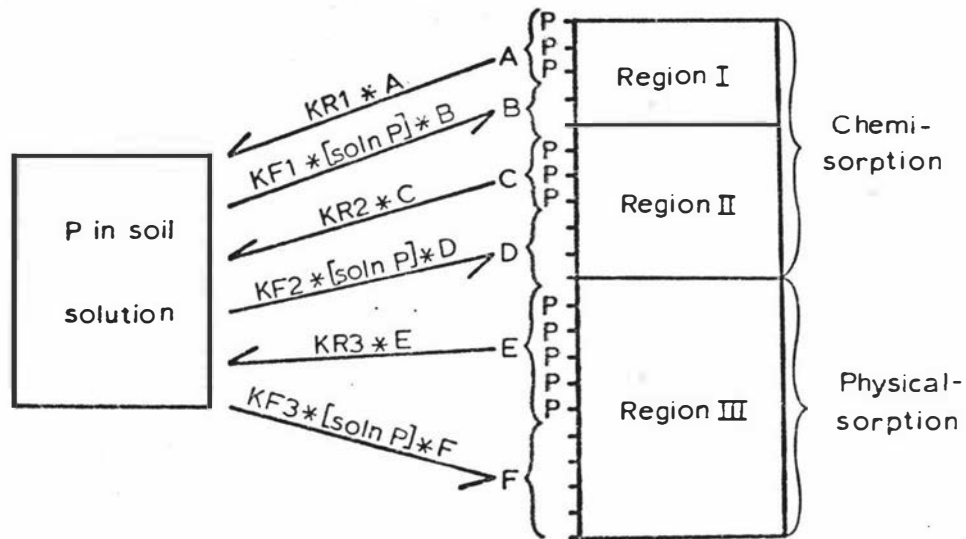 P in soil
solution
KR1 * A
KF1 * [soln P] * B
KR2 * C
KF2 * [soln P] * D
KR3 * E
KF3 * [soln P] * F
A
B
C
D
E
F
P
P
P
P
P
P
P
P
P
P
P
Region I
Region II
Region III
Chemi-
sorption
Physical-
sorption